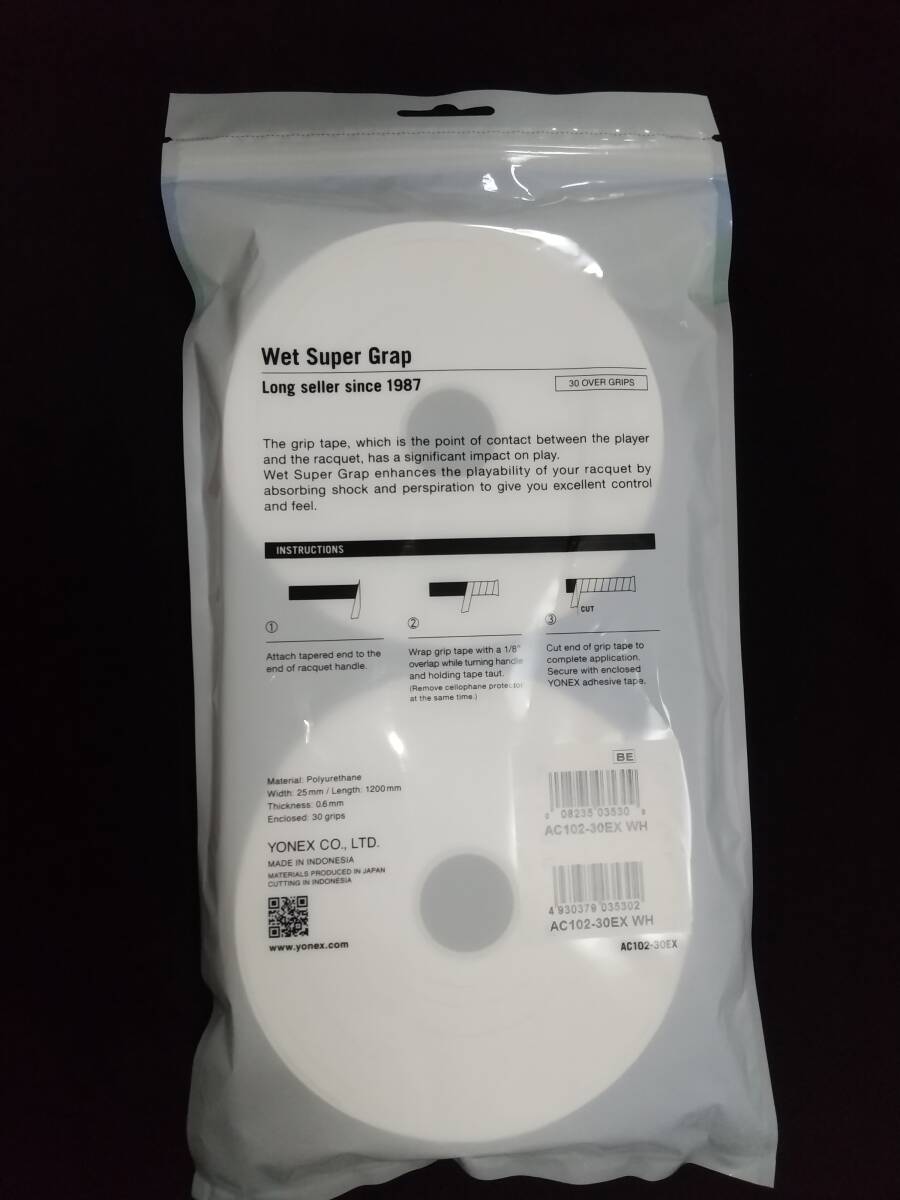 Wet Super Grap
Long seller since 1987
30 OVER GRIPS
The grip tape, which is the point of contact between the player
and the racquet, has a significant impact on play.
Wet Super Grap enhances the playability of your racquet by
absorbing shock and perspiration to give you excellent control
and feel.
INSTRUCTIONS
CUT
①
Attach tapered end to the
end of racquet handle.
②
Wrap grip tape with a 1/8"
overlap while turning handle
and holding tape taut.
(Remove cellophane protector
at the same time.)
③
Cut end of grip tape to
complete application.
Secure with enclosed
YONEX adhesive tape.
Material: Polyurethane
Width: 25mm / Length: 1200mm
Thickness: 0.6mm
Enclosed: 30 grips
YONEX CO., LTD.
MADE IN INDONESIA
MATERIALS PRODUCED IN JAPAN
CUTTING IN INDONESIA
www.yonex.com
BE
0 08235 03530 8
AC102-30EX WH
4 930379 035302
AC102-30EX WH
AC102-30EX